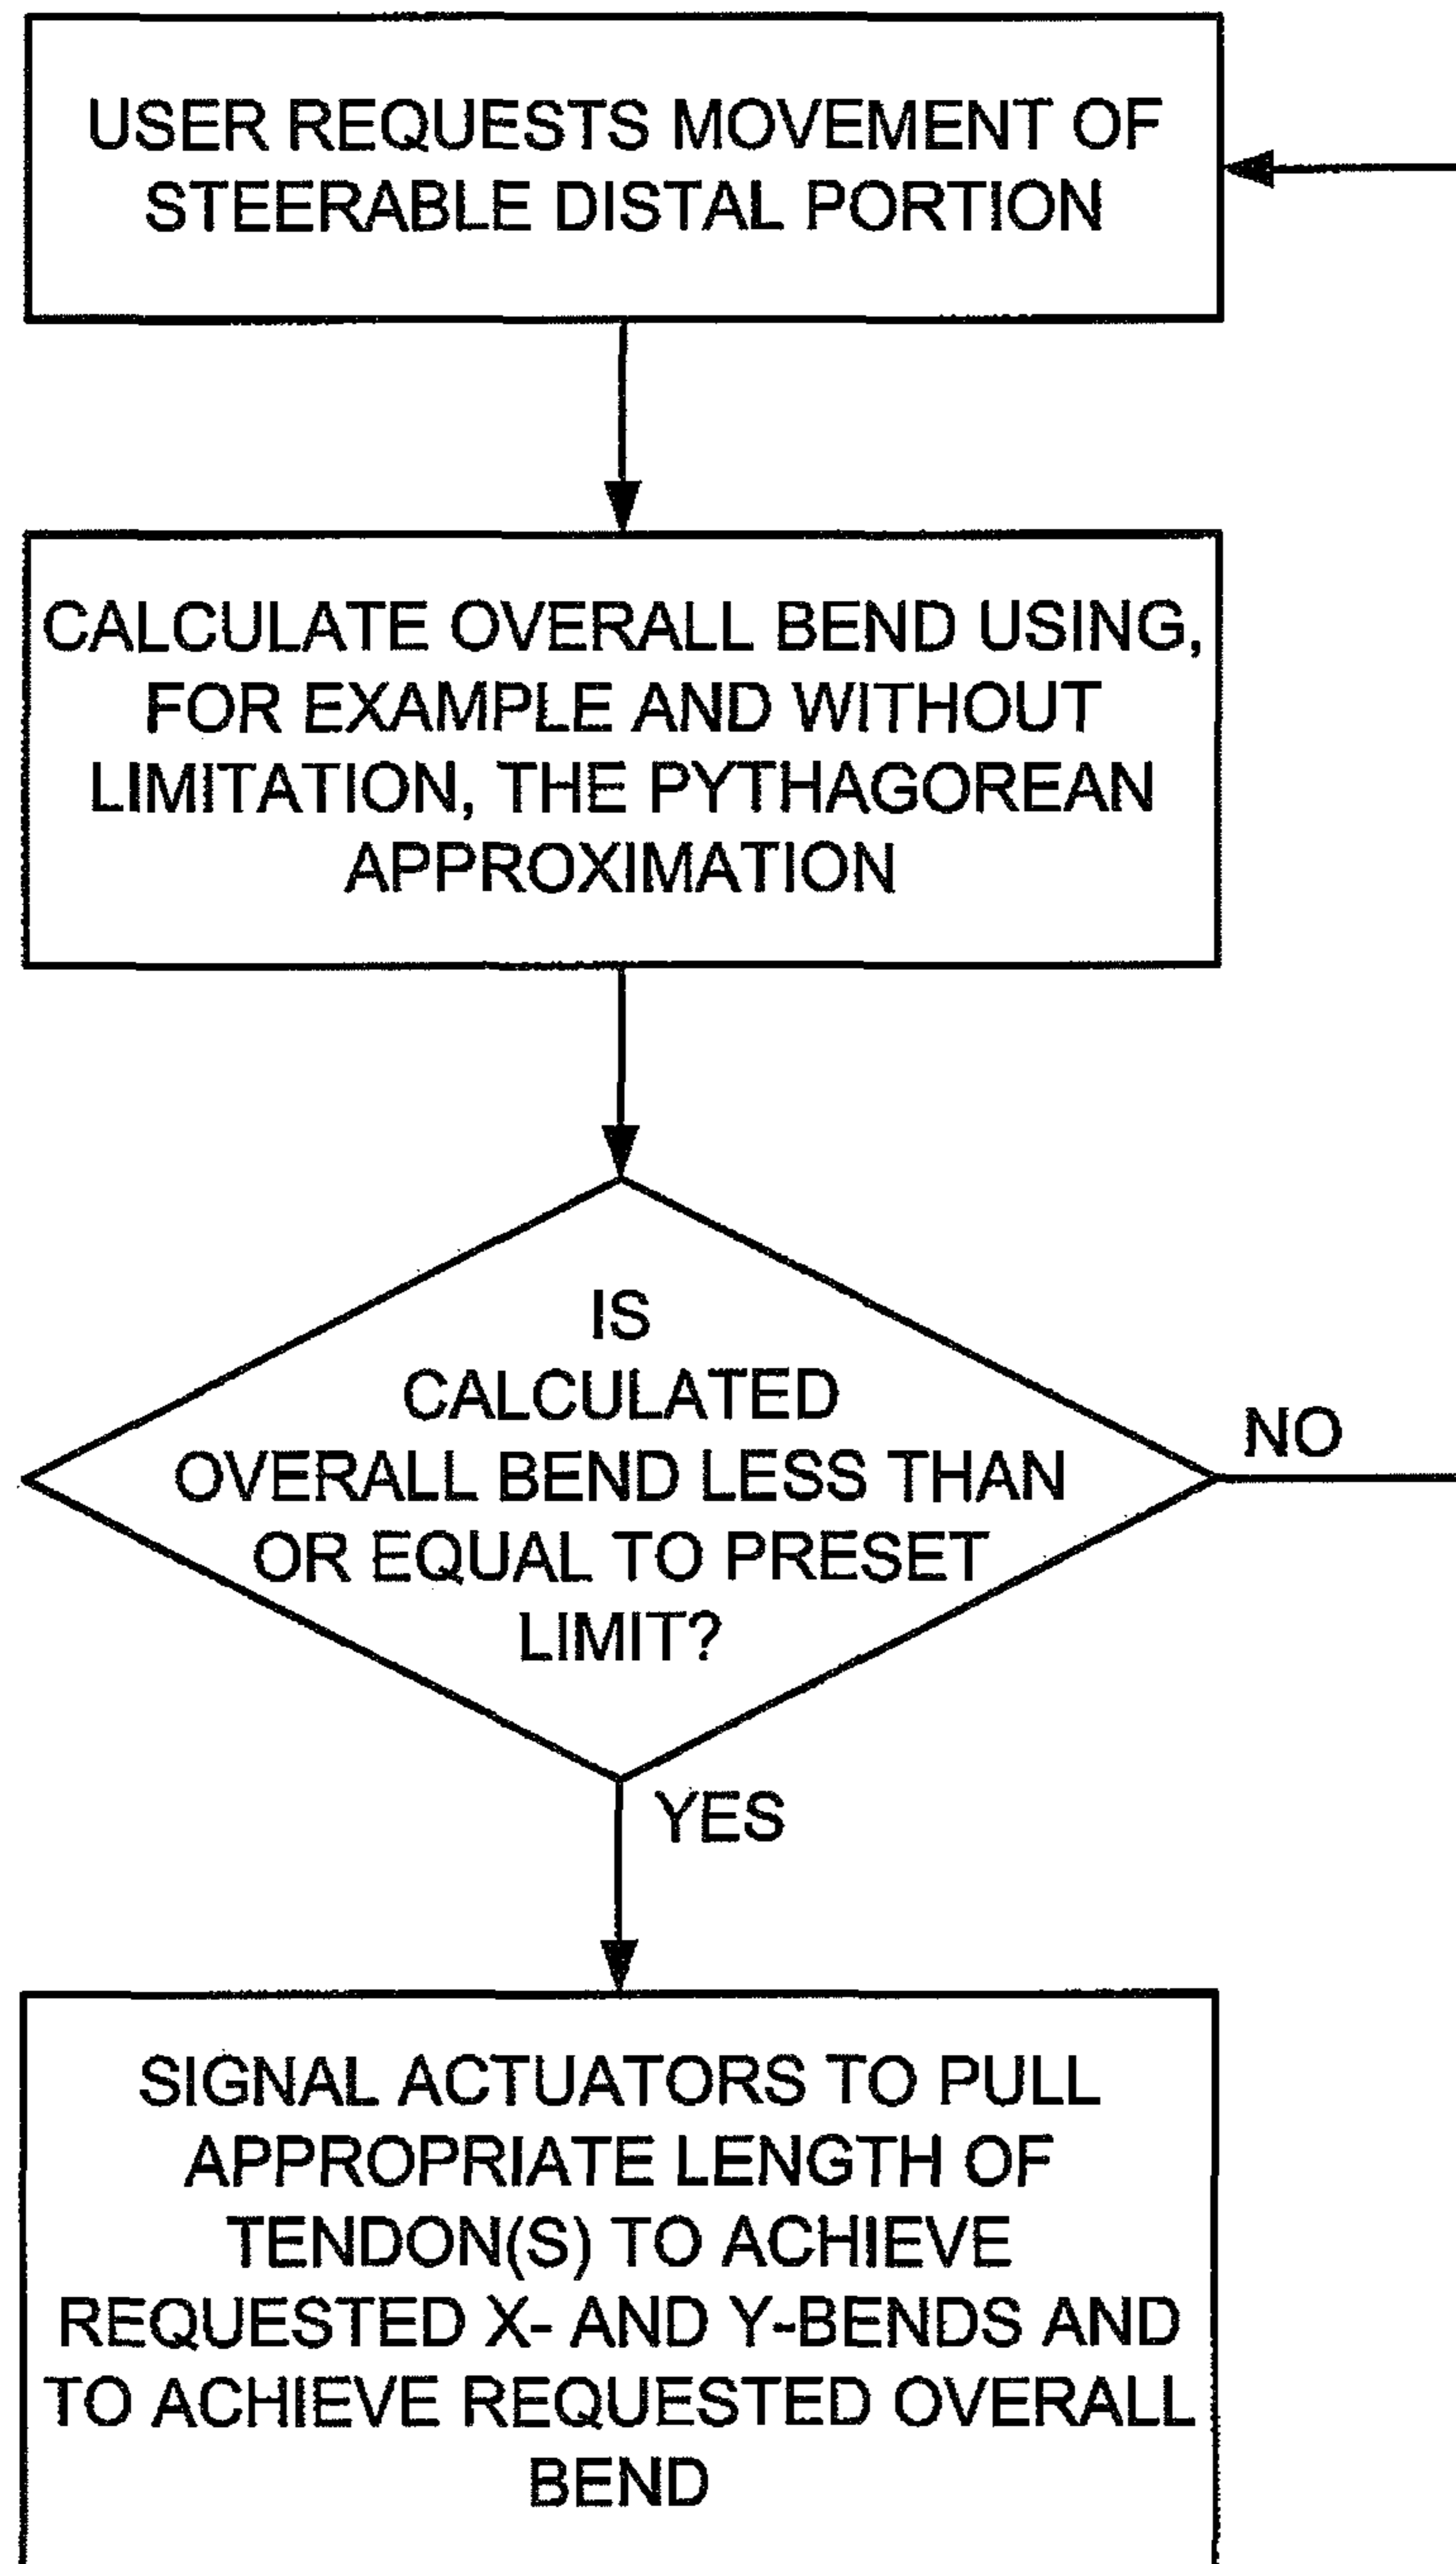 USER REQUESTS MOVEMENT OF
STEERABLE DISTAL PORTION
CALCULATE OVERALL BEND USING,
FOR EXAMPLE AND WITHOUT
LIMITATION, THE PYTHAGOREAN
APPROXIMATION
IS
CALCULATED
OVERALL BEND LESS THAN
OR EQUAL TO PRESET
LIMIT?
NO
YES
SIGNAL ACTUATORS TO PULL
APPROPRIATE LENGTH OF
TENDON(S) TO ACHIEVE
REQUESTED X- AND Y-BENDS AND
TO ACHIEVE REQUESTED OVERALL
BEND